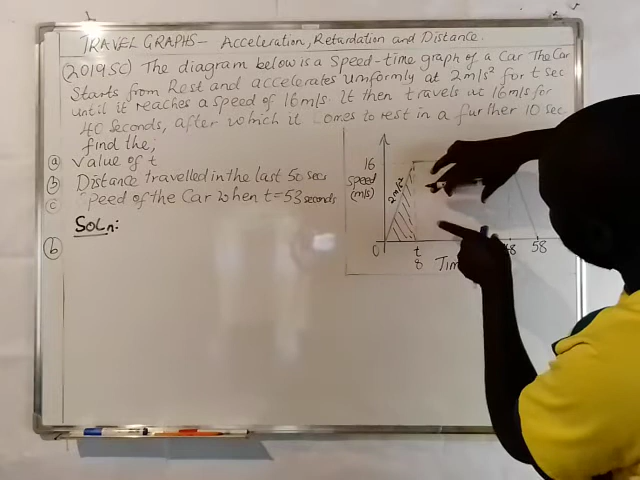 TRAVEL GRAPHS - Acceleration, Retardation and Distance.
(2019.SC) The diagram below is a Speed-time graph of a Car The Car
Starts from Rest and accelerates Uniformly at 2m/s² for t sec
until it reaches a speed of 16m/s. It then travels at 16m/s for
40 Seconds, after which it comes to rest in a further 10 sec
find the;
(a) Value of t
(b) Distance travelled in the last 50 secs
(c) Speed of the Car when t=53 seconds
Soln:
(b)
16
Speed
(m/s)
2m/s²
0
t
8
58